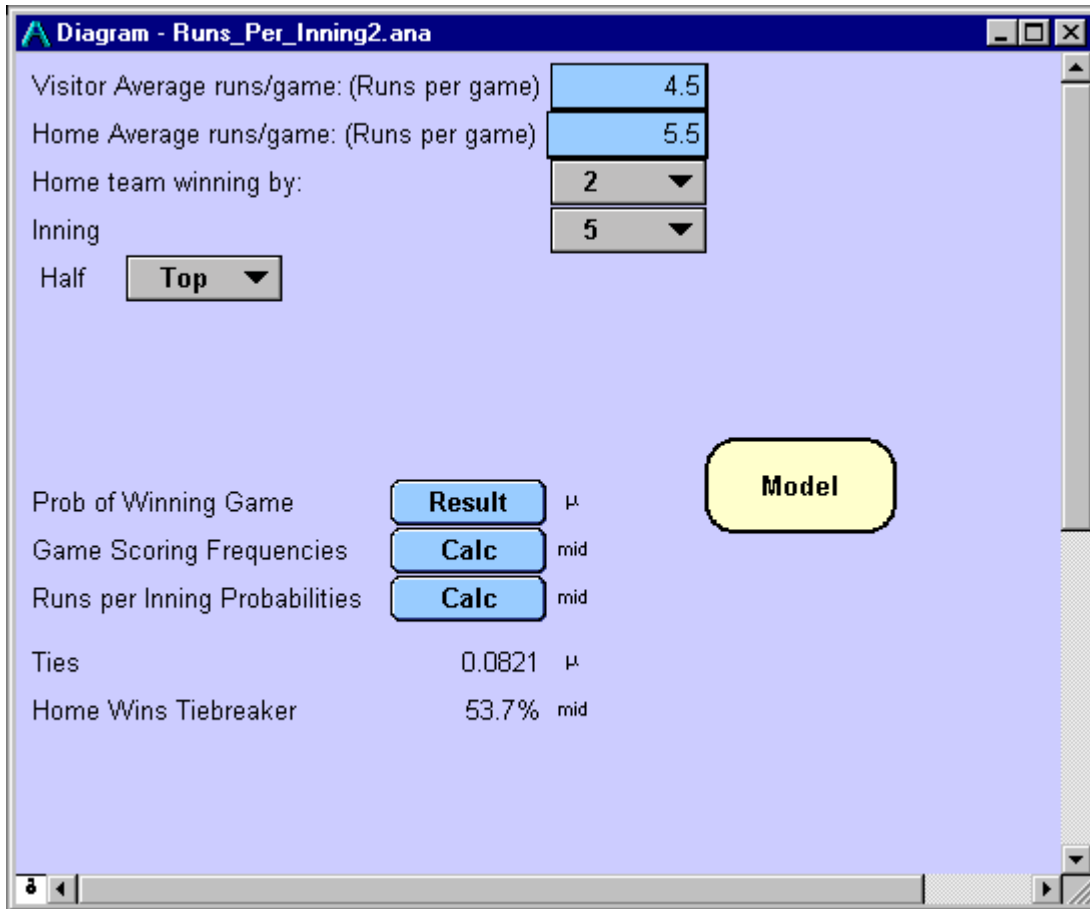 Diagram - Runs_Per_Inning2.ana
Visitor Average runs/game: (Runs per game) 4.5
Home Average runs/game: (Runs per game) 5.5
Home team winning by: 2
Inning 5
Half Top
Model
Prob of Winning Game Result μ
Game Scoring Frequencies Calc mid
Runs per Inning Probabilities Calc mid
Ties 0.0821 μ
Home Wins Tiebreaker 53.7% mid